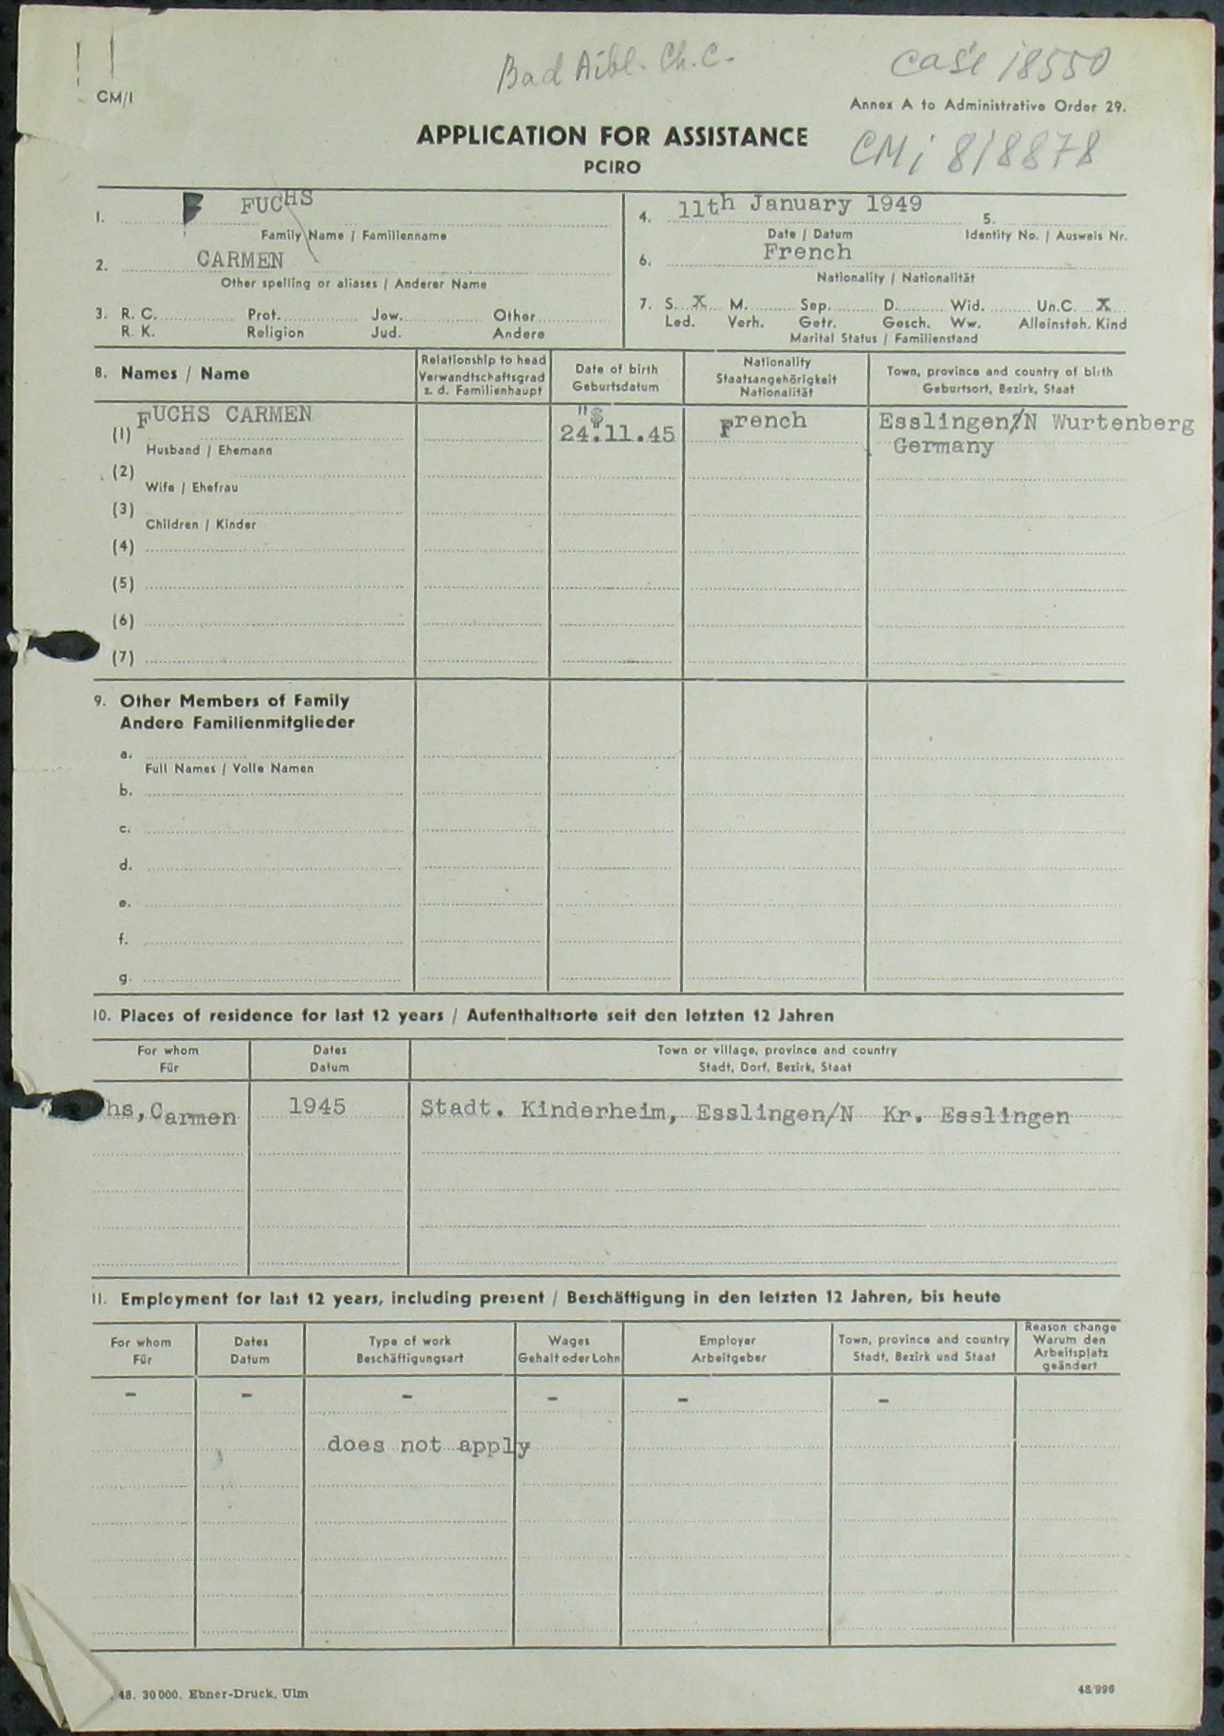 Bad Aibl. Ch. C.
Case 18550
CM/I
Annex A to Administrative Order 29.
APPLICATION FOR ASSISTANCE
CMi 818878
PCIRO
1. FUCHS
Family Name / Familienname
4. 11th January 1949 5.
Date / Datum Identity No. / Ausweis Nr.
2. CARMEN
Other spelling or aliases / Anderer Name
6. French
Nationality / Nationalität
3. R. C. Prot. Jew. Other
R. K. Religion Jud. Andere
7. S. X M. Sep. D. Wid. Un.C. X
Led. Verh. Getr. Gesch. Ww. Alleinsteh. Kind
Marital Status / Familienstand
8. Names / Name
Relationship to head
Verwandtschaftsgrad
z. d. Familienhaupt
Date of birth
Geburtsdatum
Nationality
Staatsangehörigkeit
Nationalität
Town, province and country of birth
Geburtsort, Bezirk, Staat
(1) FUCHS CARMEN 24.11.45 French Esslingen/N Wurtenberg
Germany
Husband / Ehemann
(2)
Wife / Ehefrau
(3)
Children / Kinder
(4)
(5)
(6)
(7)
9. Other Members of Family
Andere Familienmitglieder
a.
Full Names / Volle Namen
b.
c.
d.
e.
f.
g.
10. Places of residence for last 12 years / Aufenthaltsorte seit den letzten 12 Jahren
For whom
Für
Dates
Datum
Town or village, province and country
Stadt, Dorf, Bezirk, Staat
hs,Carmen 1945 Stadt. Kinderheim, Esslingen/N Kr. Esslingen
11. Employment for last 12 years, including present / Beschäftigung in den letzten 12 Jahren, bis heute
For whom
Für
Dates
Datum
Type of work
Beschäftigungsart
Wages
Gehalt oder Lohn
Employer
Arbeitgeber
Town, province and country
Stadt, Bezirk und Staat
Reason change
Warum den
Arbeitsplatz
geändert
- - - - - -
does not apply
. 48. 30000. Ebner-Druck, Ulm
48/996